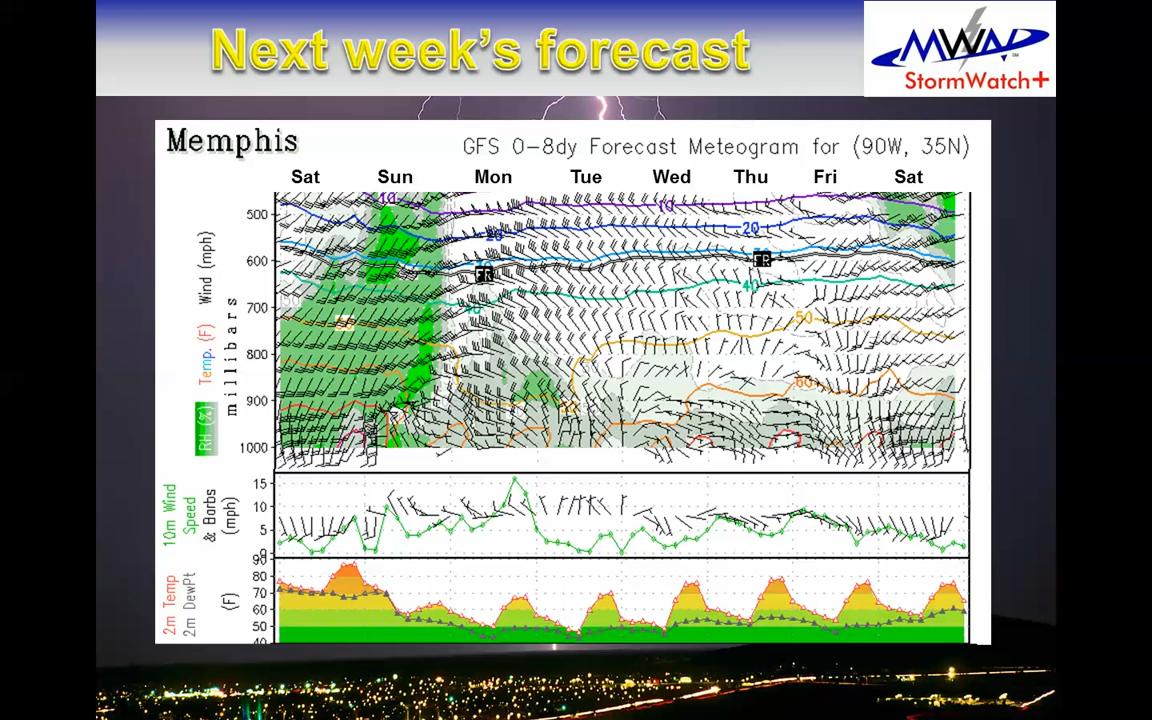 Next week's forecast
MWN
StormWatch+
Memphis
GFS 0-8dy Forecast Meteogram for (90W, 35N)
Sat Sun Mon Tue Wed Thu Fri Sat
RH (%) Temp. (F) Wind (mph)
millibars
500
600
700
800
900
1000
10
10
20
20
FR
FR
40
50
60
10m Wind
Speed
& Barbs
(mph)
15
10
5
0
2m Temp
2m DewPt
(F)
90
80
70
60
50
40